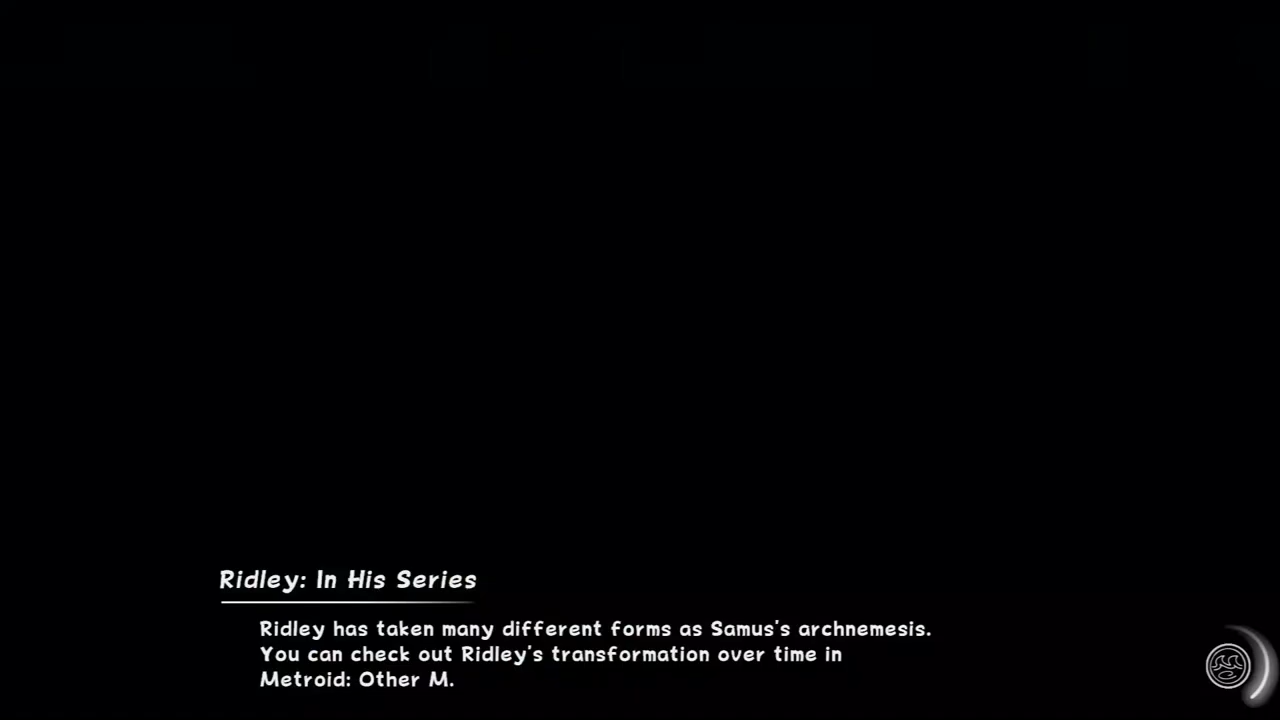 Ridley: In His Series
Ridley has taken many different forms as Samus's archnemesis.
You can check out Ridley's transformation over time in
Metroid: Other M.